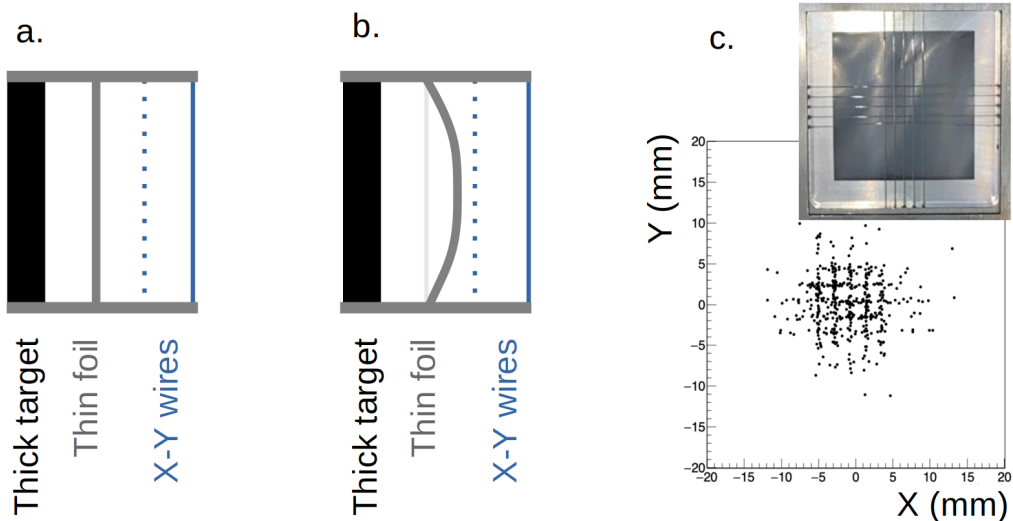 a.
Thick target
Thin foil
X-Y wires
b.
Thick target
Thin foil
X-Y wires
c.
Y (mm)
20
15
10
5
0
−5
−10
−15
−20
−20 −15 −10 −5 0 5 10 15 20
X (mm)